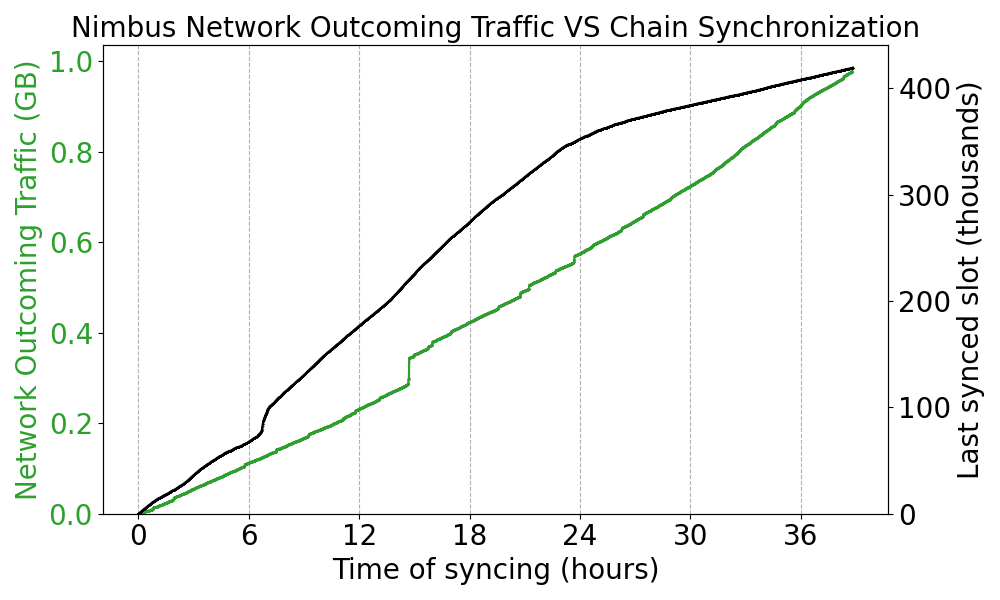 Nimbus Network Outcoming Traffic VS Chain Synchronization
Network Outcoming Traffic (GB)
1.0
0.8
0.6
0.4
0.2
0.0
400
300
200
100
0
Last synced slot (thousands)
0 6 12 18 24 30 36
Time of syncing (hours)